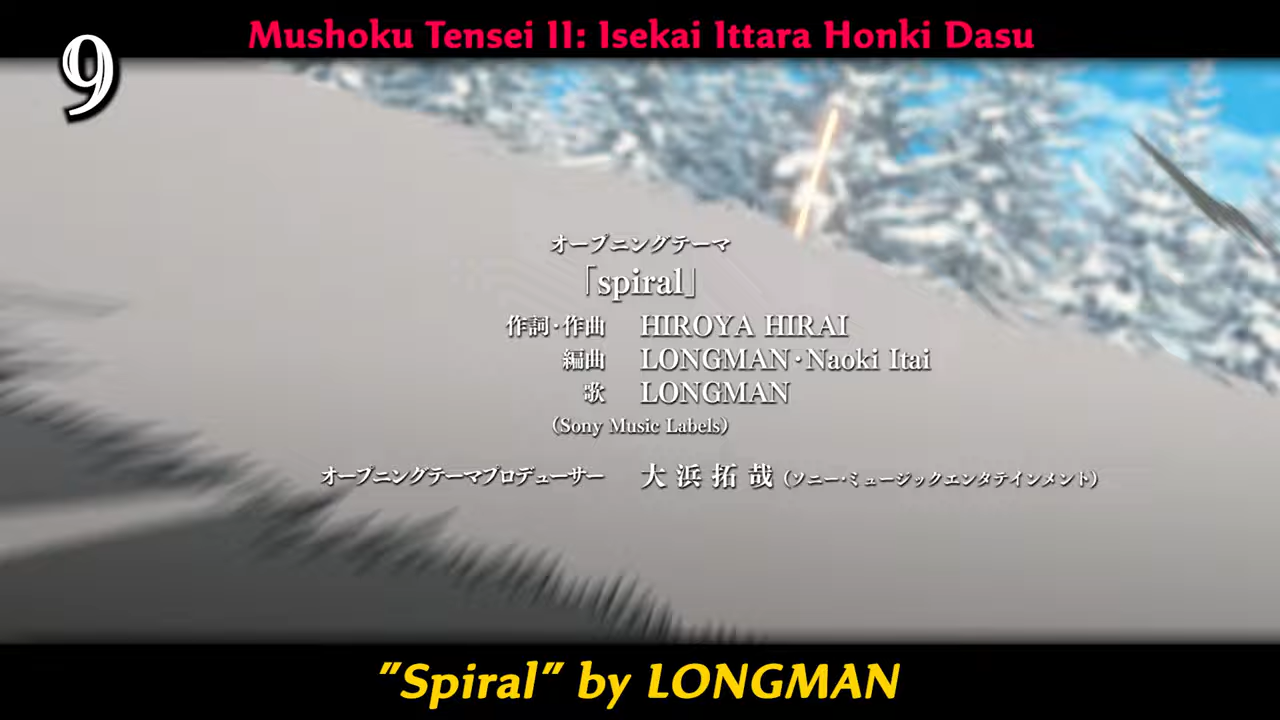 Mushoku Tensei II: Isekai Ittara Honki Dasu
9
オープニングテーマ
「spiral」
作詞・作曲 HIROYA HIRAI
編曲 LONGMAN・Naoki Itai
歌 LONGMAN
(Sony Music Labels)
オープニングテーマプロデューサー 大浜拓哉(ソニー・ミュージックエンタテインメント)
"Spiral" by LONGMAN